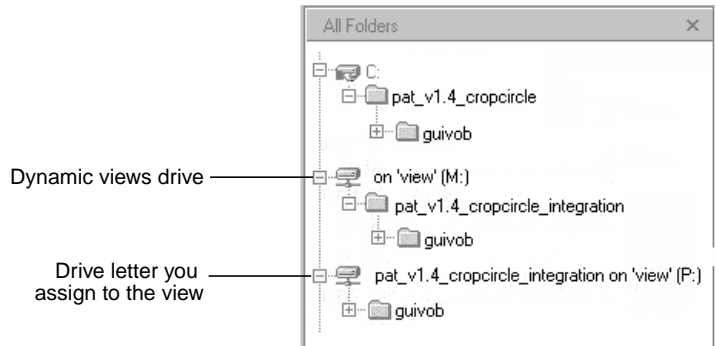 All Folders
C:
pat_v1.4_cropcircle
guivob
Dynamic views drive
on 'view' (M:)
pat_v1.4_cropcircle_integration
guivob
Drive letter you
assign to the view
pat_v1.4_cropcircle_integration on 'view' (P:)
guivob